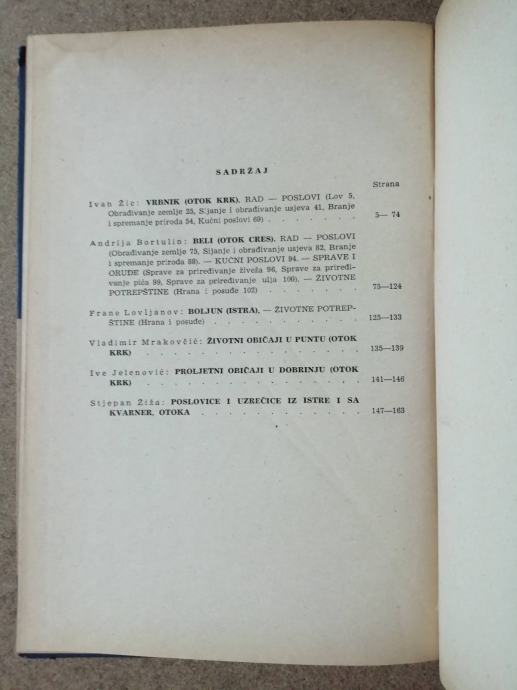 SADRŽAJ
Strana
Ivan Žic: VRBNIK (OTOK KRK). RAD — POSLOVI (Lov 5,
Obrađivanje zemlje 25, Sijanje i obrađivanje usjeva 41, Branje
i spremanje priroda 54, Kućni poslovi 69) . . . . . . . 5— 74
Andrija Bortulin: BELI (OTOK CRES). RAD — POSLOVI
(Obrađivanje zemlje 75, Sijanje i obrađivanje usjeva 82, Branje
i spremanje priroda 88). — KUĆNI POSLOVI 94. — SPRAVE I
ORUĐE (Sprave za priređivanje živeža 96, Sprave za priređi-
vanje pića 99, Sprave za priređivanje ulja 100). — ŽIVOTNE
POTREPŠTINE (Hrana i posuđe 102) . . . . . . . 75—124
Frane Lovljanov: BOLJUN (ISTRA). — ŽIVOTNE POTREP-
ŠTINE (Hrana i posuđe) . . . . . . . . . 125—133
Vladimir Mrakovčić: ŽIVOTNI OBIČAJI U PUNTU (OTOK
KRK) . . . . . . . . . . . . . 135—139
Ive Jelenović: PROLJETNI OBIČAJI U DOBRINJU (OTOK
KRK) . . . . . . . . . . . . . 141—146
Stjepan Žiža: POSLOVICE I UZREČICE IZ ISTRE I SA
KVARNER. OTOKA . . . . . . . . . . 147—163